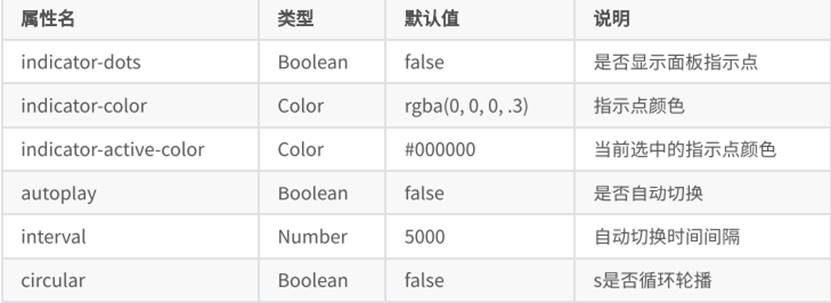 属性名 类型 默认值 说明
indicator-dots Boolean false 是否显示面板指示点
indicator-color Color rgba(0, 0, 0, .3) 指示点颜色
indicator-active-color Color #000000 当前选中的指示点颜色
autoplay Boolean false 是否自动切换
interval Number 5000 自动切换时间间隔
circular Boolean false s是否循环轮播